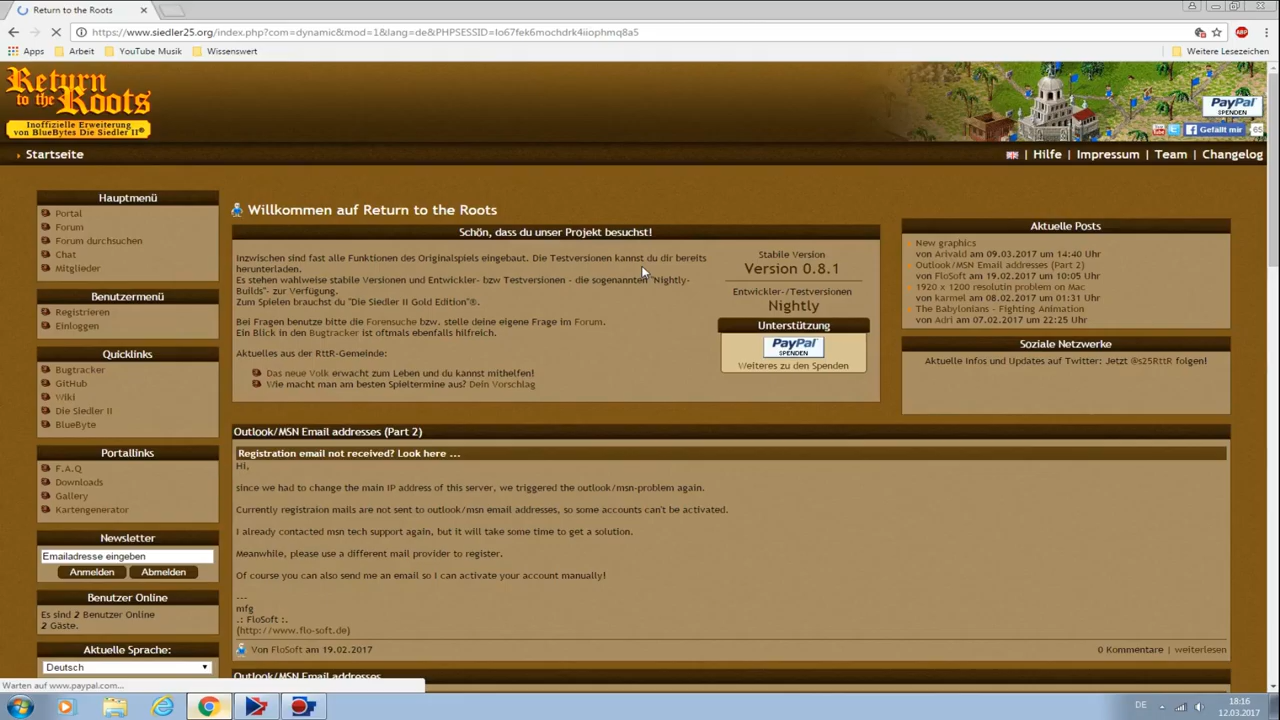 Return to the Roots
https://www.siedler25.org/index.php?com=dynamic&mod=1&lang=de&PHPSESSID=lo67fek6mochdrk4iiophmq8a5
Apps
Arbeit
YouTube Musik
Wissenswert
Weitere Lesezeichen
Return to the Roots
Inoffizielle Erweiterung
von BlueBytes Die Siedler II®
PayPal
SPENDEN
Gefällt mir
65
Startseite
Hilfe | Impressum | Team | Changelog
Hauptmenü
Portal
Forum
Forum durchsuchen
Chat
Mitglieder
Benutzermenü
Registrieren
Einloggen
Quicklinks
Bugtracker
GitHub
Wiki
Die Siedler II
BlueByte
Portallinks
F.A.Q
Downloads
Gallery
Kartengenerator
Newsletter
Emailadresse eingeben
Anmelden
Abmelden
Benutzer Online
Es sind 2 Benutzer Online
2 Gäste.
Aktuelle Sprache:
Deutsch
Willkommen auf Return to the Roots
Schön, dass du unser Projekt besuchst!
Inzwischen sind fast alle Funktionen des Originalspiels eingebaut. Die Testversionen kannst du dir bereits
herunterladen.
Es stehen wahlweise stabile Versionen und Entwickler- bzw Testversionen - die sogenannten "Nightly-
Builds"- zur Verfügung.
Zum Spielen brauchst du "Die Siedler II Gold Edition"®.
Bei Fragen benutze bitte die Forensuche bzw. stelle deine eigene Frage im Forum.
Ein Blick in den Bugtracker ist oftmals ebenfalls hilfreich.
Aktuelles aus der RttR-Gemeinde:
Das neue Volk erwacht zum Leben und du kannst mithelfen!
Wie macht man am besten Spieltermine aus? Dein Vorschlag
Stabile Version
Version 0.8.1
Entwickler-/Testversionen
Nightly
Unterstützung
PayPal
SPENDEN
Weiteres zu den Spenden
Aktuelle Posts
New graphics
von Arivald am 09.03.2017 um 14:40 Uhr
Outlook/MSN Email addresses (Part 2)
von FloSoft am 19.02.2017 um 10:05 Uhr
1920 x 1200 resolutin problem on Mac
von karmel am 08.02.2017 um 01:31 Uhr
The Babylonians - Fighting Animation
von Adri am 07.02.2017 um 22:25 Uhr
Soziale Netzwerke
Aktuelle Infos und Updates auf Twitter: Jetzt @s25RttR folgen!
Outlook/MSN Email addresses (Part 2)
Registration email not received? Look here ...
Hi,
since we had to change the main IP address of this server, we triggered the outlook/msn-problem again.
Currently registraion mails are not sent to outlook/msn email addresses, so some accounts can't be activated.
I already contacted msn tech support again, but it will take some time to get a solution.
Meanwhile, please use a different mail provider to register.
Of course you can also send me an email so I can activate your account manually!
---
mfg
.: FloSoft :.
(http://www.flo-soft.de)
Von FloSoft am 19.02.2017
0 Kommentare | weiterlesen
Outlook/MSN Email addresses
Warten auf www.paypal.com...
DE
18:16
12.03.2017